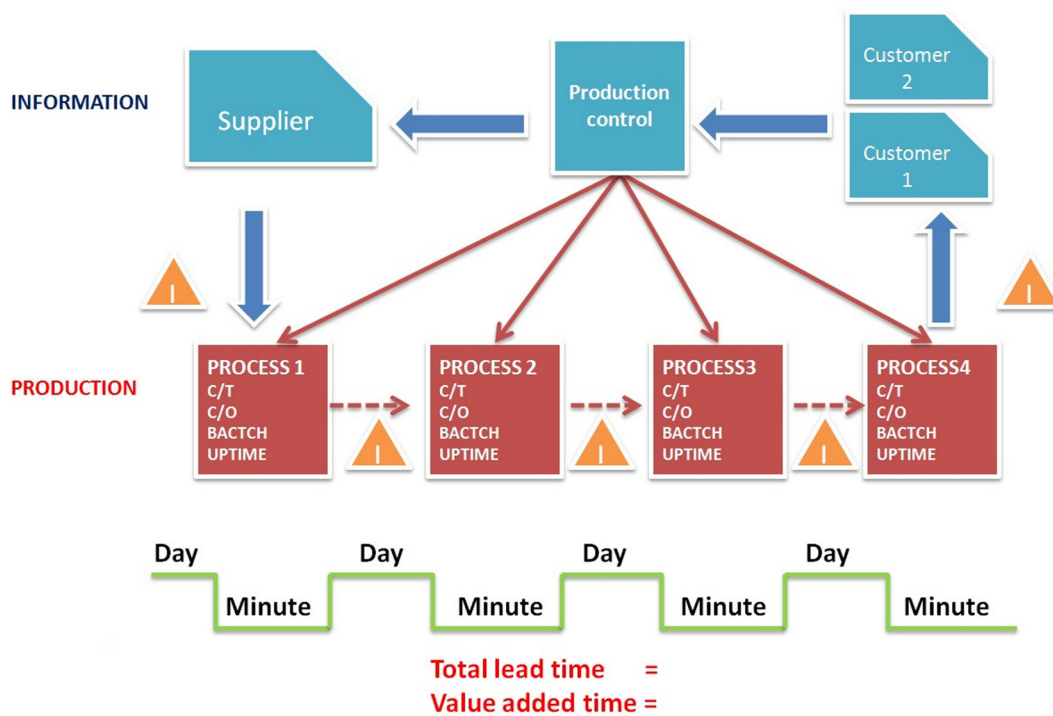 INFORMATION
Supplier
Production
control
Customer
2
Customer
1
I
I
PRODUCTION
PROCESS 1
C/T
C/O
BACTCH
UPTIME
I
PROCESS 2
C/T
C/O
BACTCH
UPTIME
I
PROCESS3
C/T
C/O
BACTCH
UPTIME
I
PROCESS4
C/T
C/O
BACTCH
UPTIME
Day Day Day Day
Minute Minute Minute Minute
Total lead time =
Value added time =